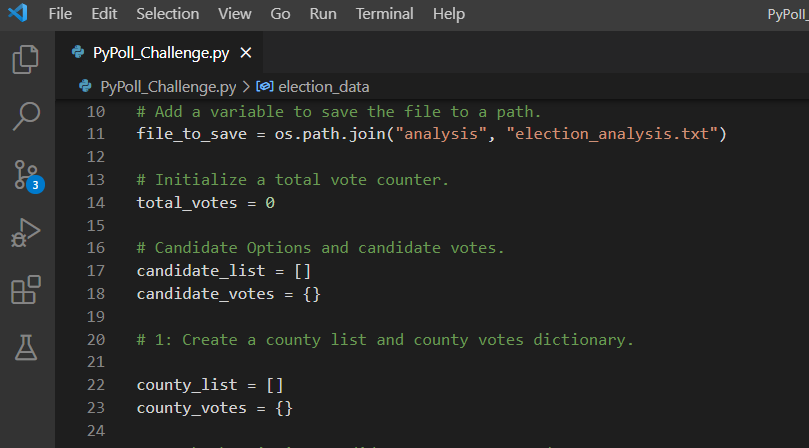 File Edit Selection View Go Run Terminal Help PyPoll_
PyPoll_Challenge.py ×
PyPoll_Challenge.py > election_data
10 # Add a variable to save the file to a path.
11 file_to_save = os.path.join("analysis", "election_analysis.txt")
12
13 # Initialize a total vote counter.
14 total_votes = 0
15
16 # Candidate Options and candidate votes.
17 candidate_list = []
18 candidate_votes = {}
19
20 # 1: Create a county list and county votes dictionary.
21
22 county_list = []
23 county_votes = {}
24
3